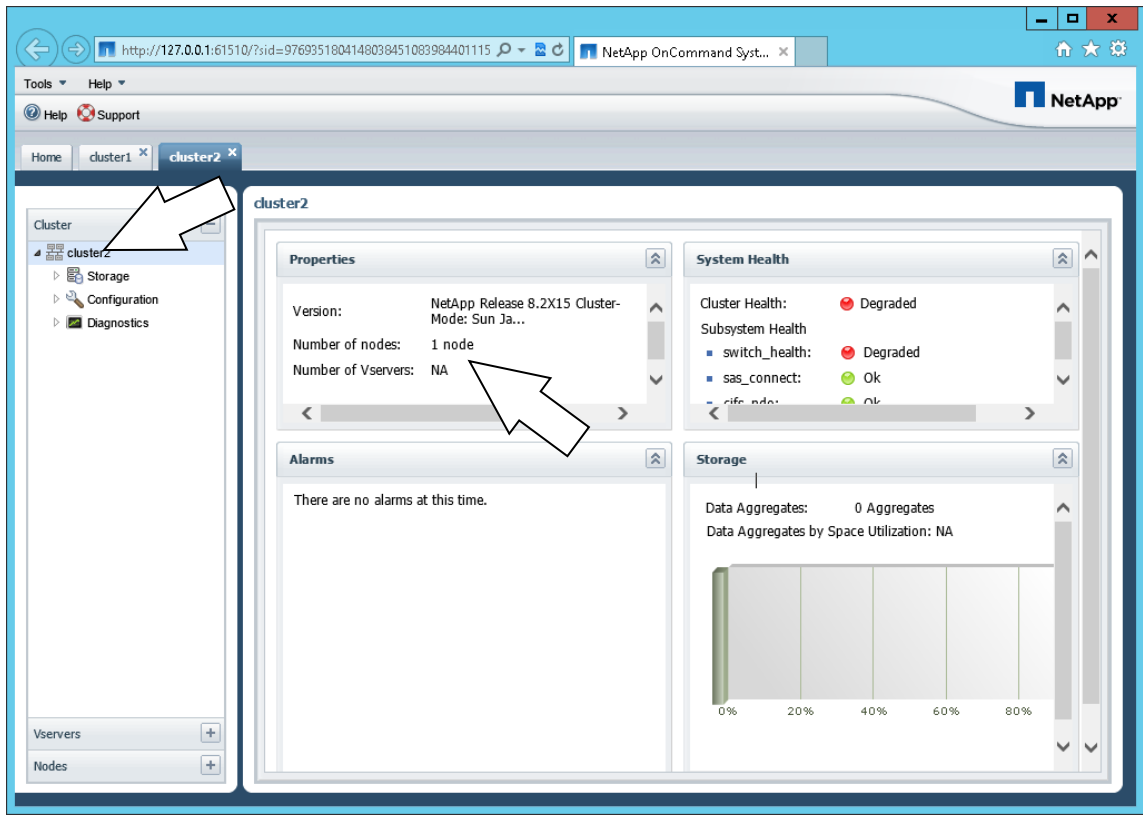 http://127.0.0.1:61510/?sid=976935180414803845108398​4401115
NetApp OnCommand Syst...
Tools Help
NetApp
Help Support
Home cluster1 cluster2
cluster2
Cluster
cluster2
Storage
Configuration
Diagnostics
Vservers
Nodes
Properties
Version: NetApp Release 8.2X15 Cluster-
Mode: Sun Ja...
Number of nodes: 1 node
Number of Vservers: NA
System Health
Cluster Health: Degraded
Subsystem Health
switch_health: Degraded
sas_connect: Ok
cifs_ndo: Ok
Alarms
There are no alarms at this time.
Storage
Data Aggregates: 0 Aggregates
Data Aggregates by Space Utilization: NA
0% 20% 40% 60% 80%